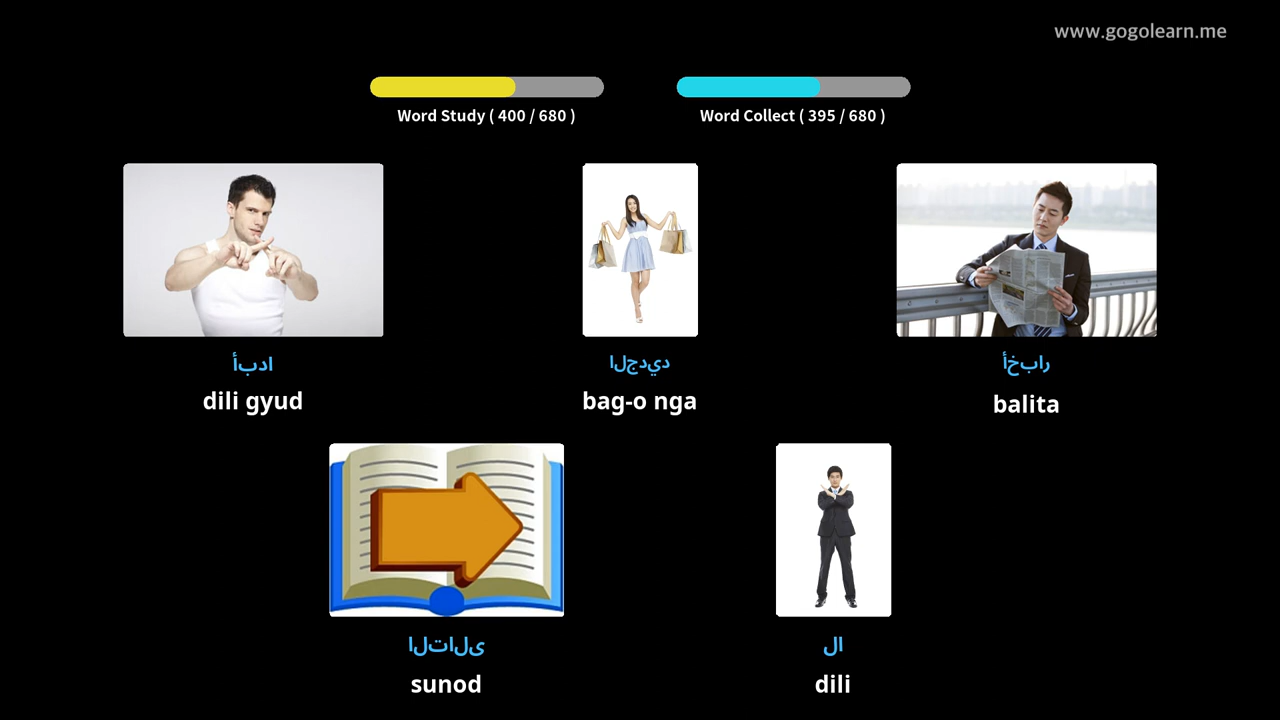 www.gogolearn.me
Word Study ( 400 / 680 )
Word Collect ( 395 / 680 )
أبدا
dili gyud
الجديد
bag-o nga
أخبار
balita
التالى
sunod
لا
dili